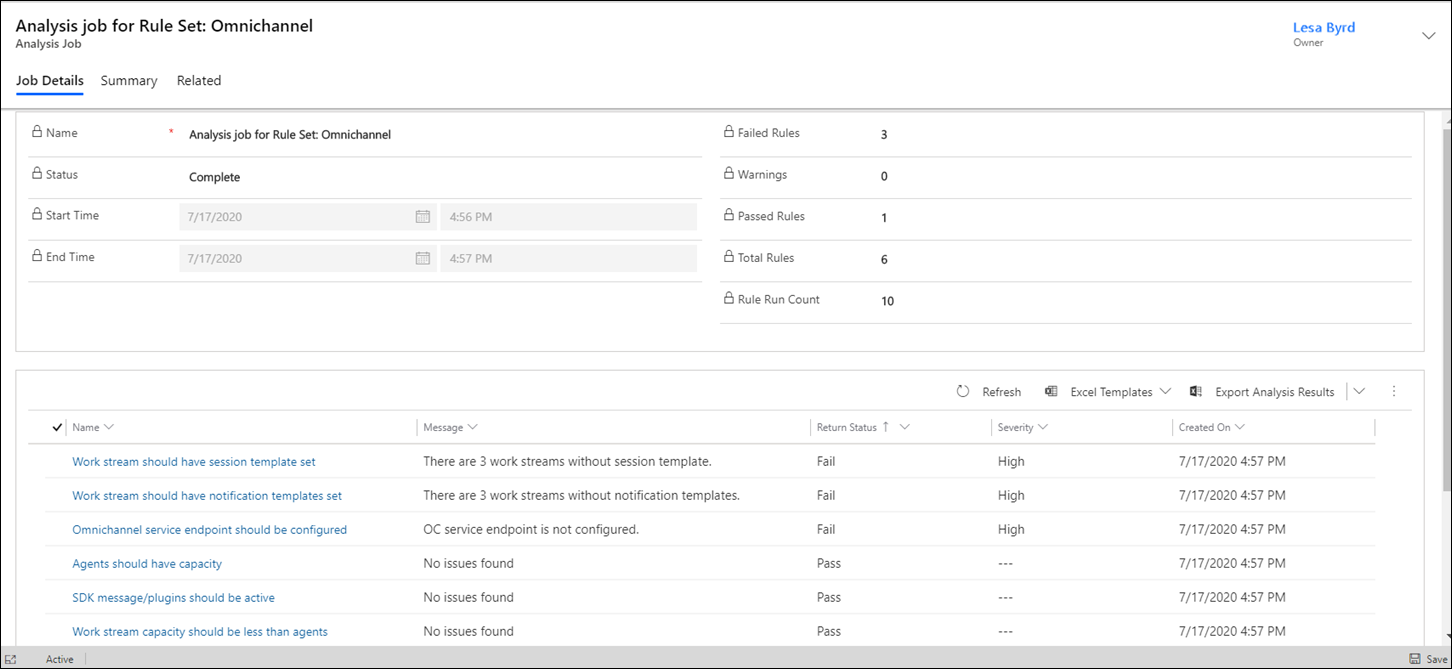 Analysis job for Rule Set: Omnichannel
Analysis Job
Lesa Byrd
Owner
Job Details Summary Related
Name * Analysis job for Rule Set: Omnichannel
Status Complete
Start Time 7/17/2020 4:56 PM
End Time 7/17/2020 4:57 PM
Failed Rules 3
Warnings 0
Passed Rules 1
Total Rules 6
Rule Run Count 10
Refresh Excel Templates Export Analysis Results
Name Message Return Status ↑ Severity Created On
Work stream should have session template set There are 3 work streams without session template. Fail High 7/17/2020 4:57 PM
Work stream should have notification templates set There are 3 work streams without notification templates. Fail High 7/17/2020 4:57 PM
Omnichannel service endpoint should be configured OC service endpoint is not configured. Fail High 7/17/2020 4:57 PM
Agents should have capacity No issues found Pass --- 7/17/2020 4:57 PM
SDK message/plugins should be active No issues found Pass --- 7/17/2020 4:57 PM
Work stream capacity should be less than agents No issues found Pass --- 7/17/2020 4:57 PM
Active Save